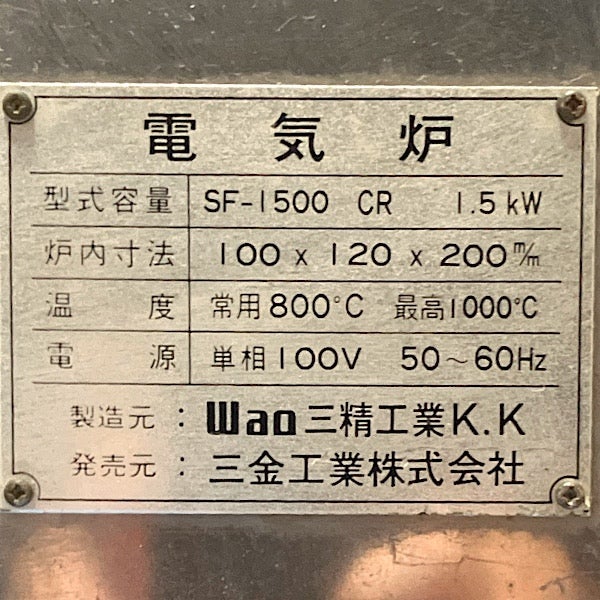 電気炉
型式容量 SF-1500 CR 1.5kW
炉内寸法 100 x 120 x 200 m/m
温度 常用800°C 最高1000°C
電源 単相100V 50～60Hz
製造元：Wao三精工業K.K
発売元：三金工業株式会社